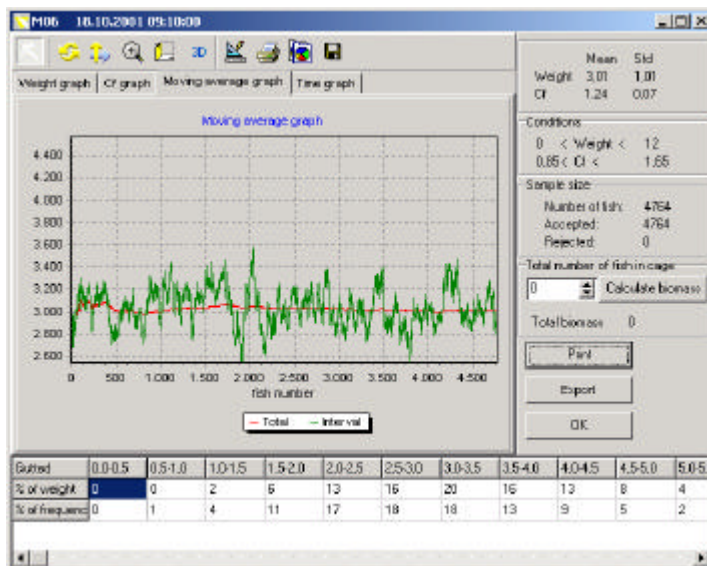 M06 18.10.2001 09:10:00
3D
Weight graph Cf graph Moving average graph Time graph
Moving average graph
4.400
4.200
4.000
3.800
3.600
3.400
3.200
3.000
2.800
2.600
0 500 1.000 1.500 2.000 2.500 3.000 3.500 4.000 4.500
fish number
Total Interval
Mean Std
Weight 3,01 1,01
Cf 1.24 0.07
Conditions
0 < Weight < 12
0.85 < Cf < 1.65
Sample size
Number of fish: 4764
Accepted: 4764
Rejected: 0
Total number of fish in cage
0 Calculate biomass
Total biomass 0
Print
Export
OK
Gutted 0.0-0.5 0.5-1.0 1.0-1.5 1.5-2.0 2.0-2.5 2.5-3.0 3.0-3.5 3.5-4.0 4.0-4.5 4.5-5.0 5.0-5.
% of weight 0 0 2 6 13 16 20 16 13 8 4
% of frequenc 0 1 4 11 17 18 18 13 9 5 2